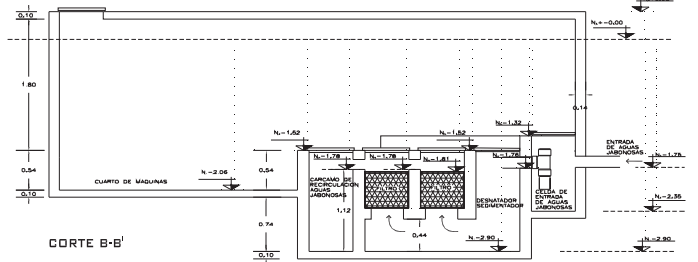 0.10
N.+-0.00
1.80
0.14
N.-1.52
N.-1.52
N.-1.32
ENTRADA
DE AGUAS
JABONOSAS
N.-1.78
N.-1.78
N.-1.81
N.-1.76
N.-1.75
0.54
0.54
N.-2.06
CUARTO DE MAQUINAS
CARCAMO DE
RECIRCULACION
AGUAS
JABONOSAS
DESNATADOR
SEDIMENTADOR
CELDA DE
ENTRADA
DE AGUAS
JABONOSAS
N.-2.35
0.10
1.12
0.74
0.44
N.-2.90
N.-2.90
0.10
CORTE B-B'